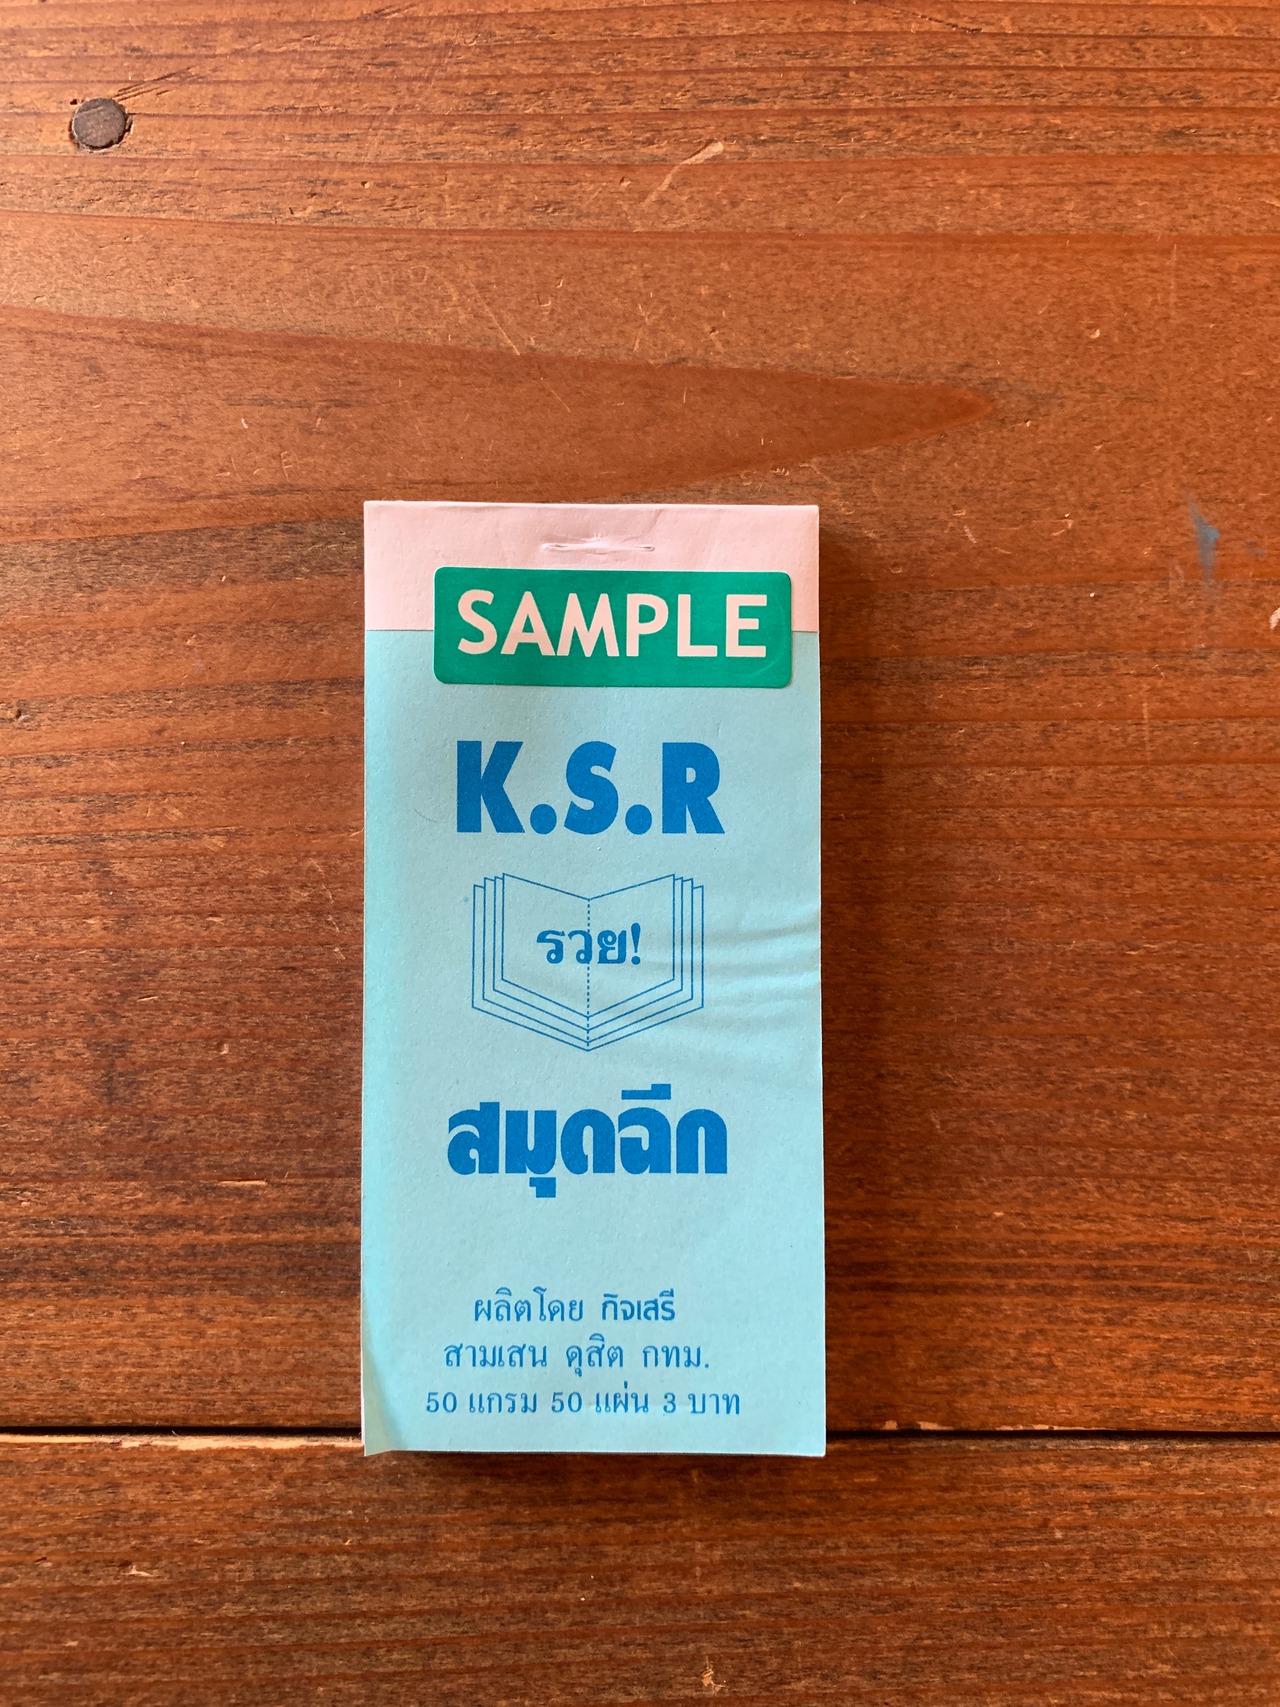 SAMPLE
K.S.R
รวย!
สมุดฉีก
ผลิตโดย กิจเสรี
สามเสน ดุสิต กทม.
50 แกรม 50 แผ่น 3 บาท